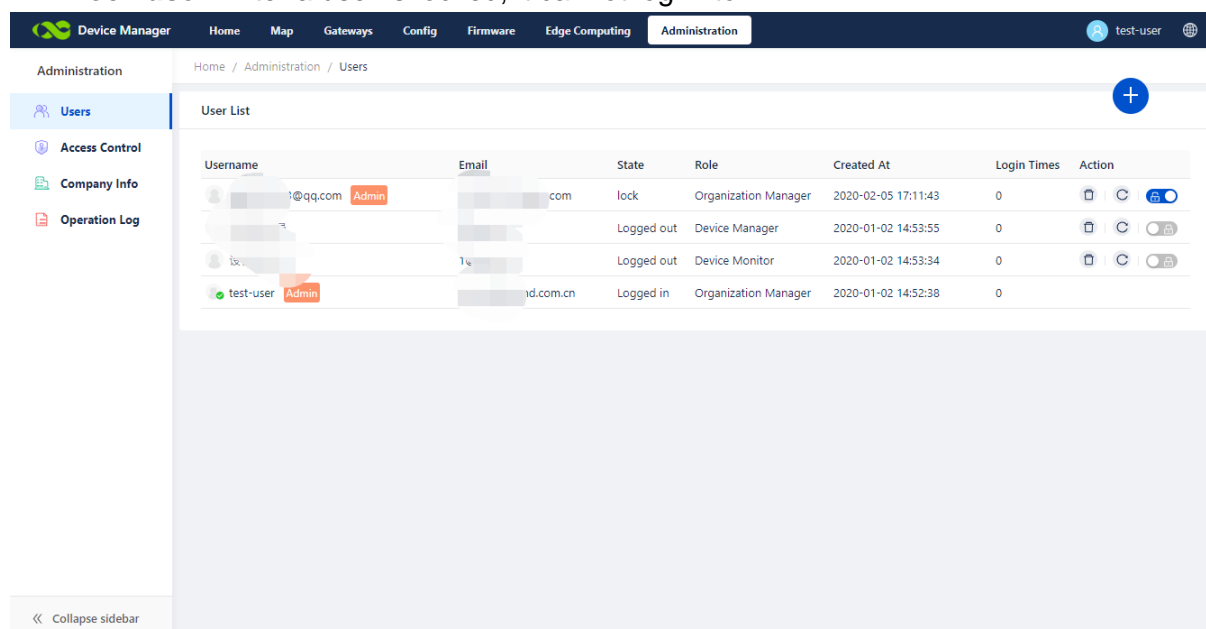 Device Manager Home Map Gateways Config Firmware Edge Computing Administration test-user
Administration
Home / Administration / Users
Users
User List
+
Access Control
Company Info
Operation Log
Username Email State Role Created At Login Times Action
@qq.com Admin com lock Organization Manager 2020-02-05 17:11:43 0
Logged out Device Manager 2020-01-02 14:53:55 0
Logged out Device Monitor 2020-01-02 14:53:34 0
test-user Admin d.com.cn Logged in Organization Manager 2020-01-02 14:52:38 0
Collapse sidebar